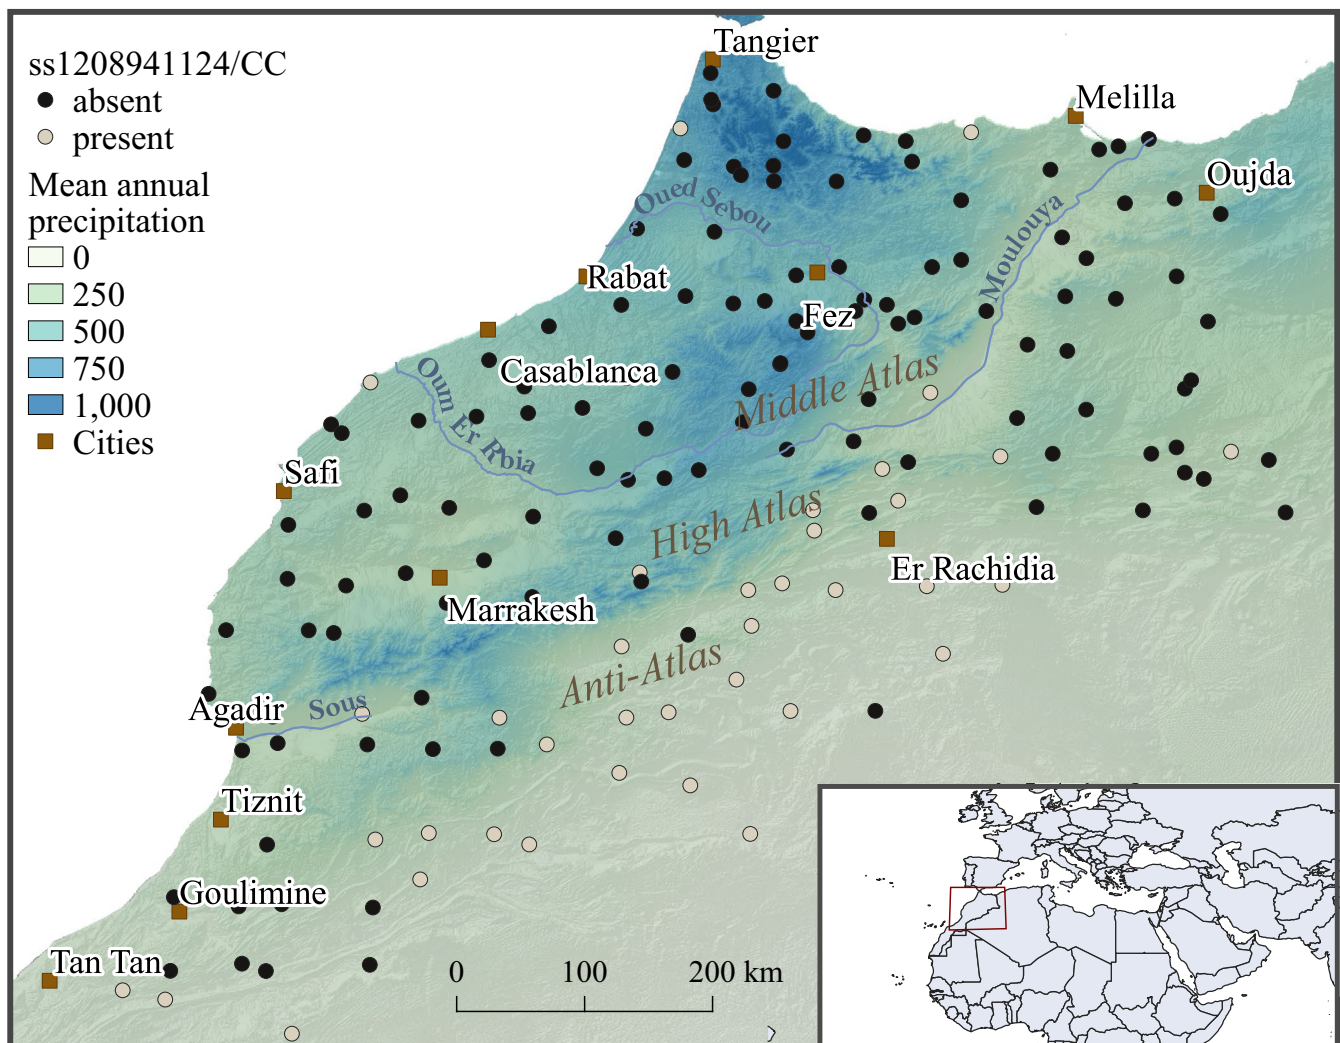 ss1208941124/CC
absent
present
Mean annual
precipitation
0
250
500
750
1,000
Cities
Tangier
Melilla
Oujda
Oued Sebou
Moulouya
Rabat
Fez
Casablanca
Oum Er Rbia
Middle Atlas
Safi
High Atlas
Er Rachidia
Marrakesh
Anti-Atlas
Agadir
Sous
Tiznit
Goulimine
Tan Tan
0 100 200 km